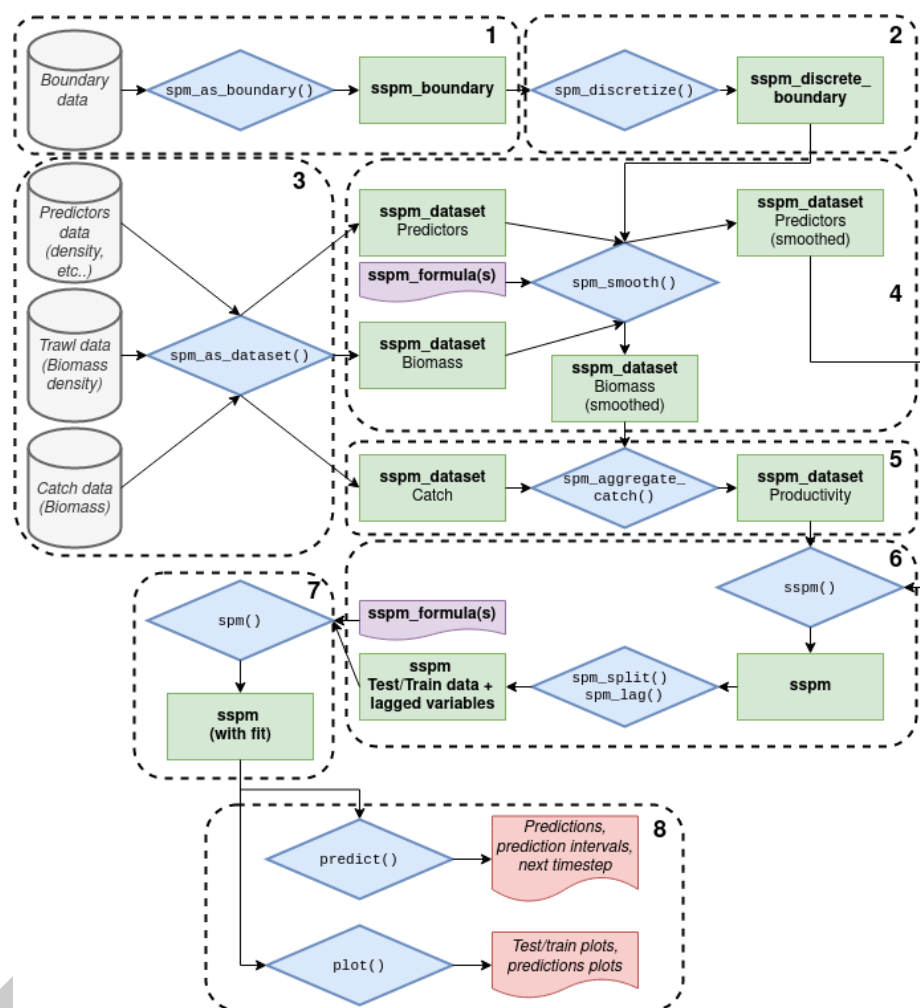 1
Boundary
data
spm_as_boundary()
sspm_boundary
2
spm_discretize()
sspm_discrete_
boundary
3
Predictors
data
(density,
etc..)
Trawl data
(Biomass
density)
Catch data
(Biomass)
spm_as_dataset()
4
sspm_dataset
Predictors
sspm_formula(s)
sspm_dataset
Biomass
spm_smooth()
sspm_dataset
Predictors
(smoothed)
sspm_dataset
Biomass
(smoothed)
5
sspm_dataset
Catch
spm_aggregate_
catch()
sspm_dataset
Productivity
6
sspm()
sspm
spm_split()
spm_lag()
sspm_formula(s)
sspm
Test/Train data +
lagged variables
7
spm()
sspm
(with fit)
8
predict()
Predictions,
prediction intervals,
next timestep
plot()
Test/train plots,
predictions plots